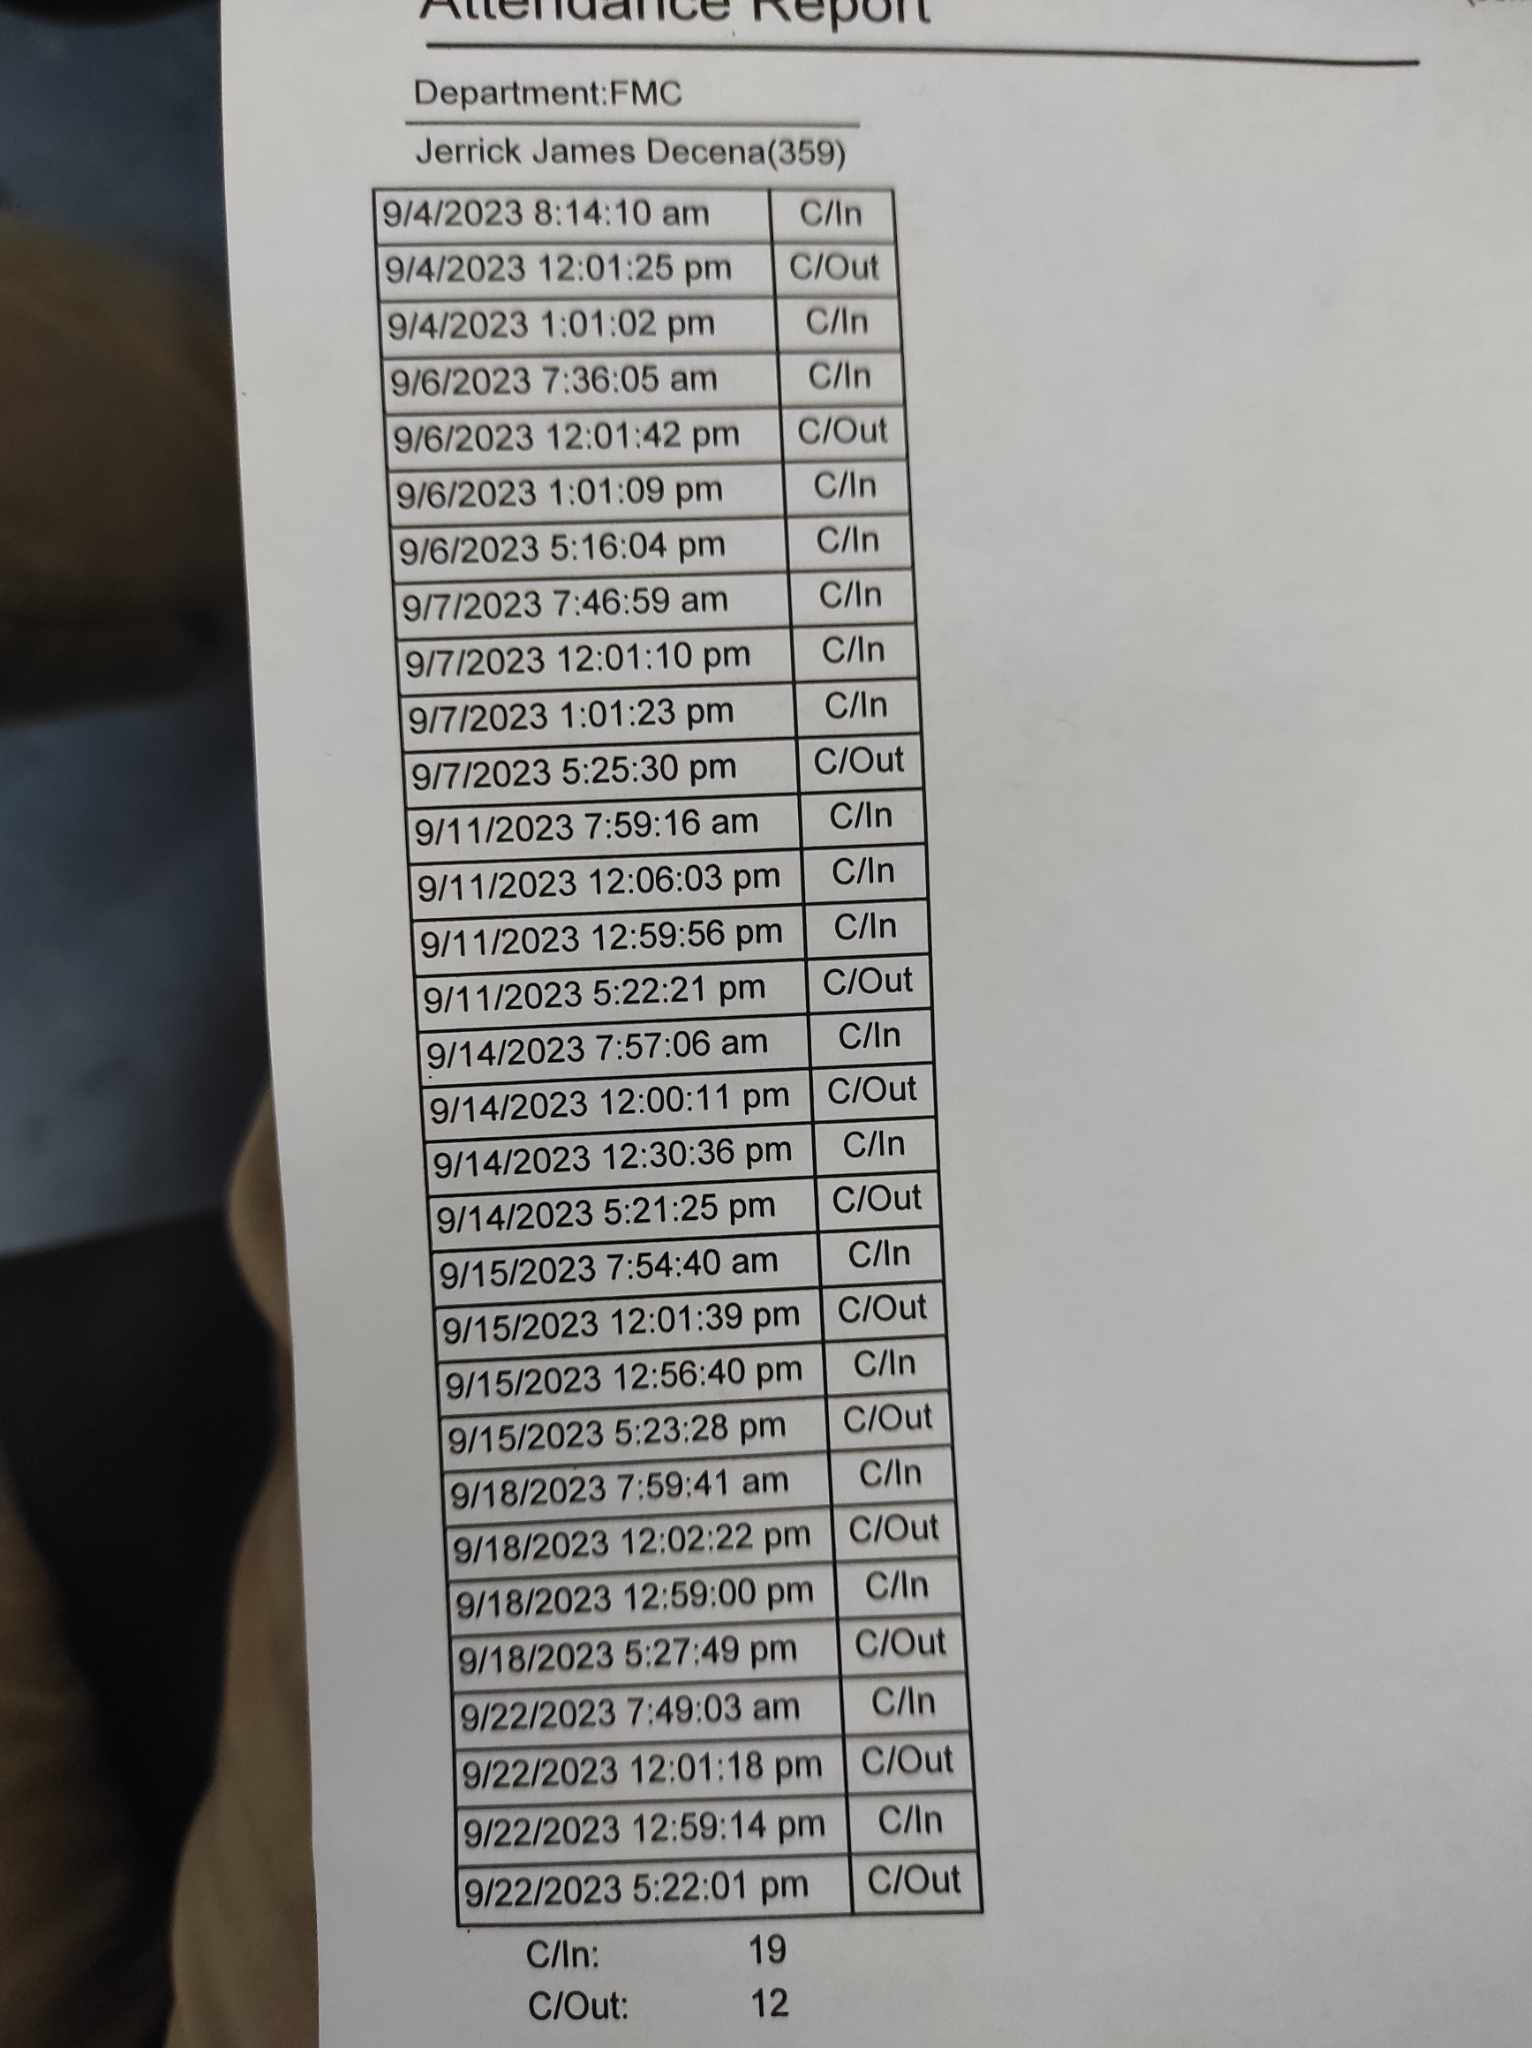 Attendance Report
Department:FMC
Jerrick James Decena(359)
9/4/2023 8:14:10 am C/In
9/4/2023 12:01:25 pm C/Out
9/4/2023 1:01:02 pm C/In
9/6/2023 7:36:05 am C/In
9/6/2023 12:01:42 pm C/Out
9/6/2023 1:01:09 pm C/In
9/6/2023 5:16:04 pm C/In
9/7/2023 7:46:59 am C/In
9/7/2023 12:01:10 pm C/In
9/7/2023 1:01:23 pm C/In
9/7/2023 5:25:30 pm C/Out
9/11/2023 7:59:16 am C/In
9/11/2023 12:06:03 pm C/In
9/11/2023 12:59:56 pm C/In
9/11/2023 5:22:21 pm C/Out
9/14/2023 7:57:06 am C/In
9/14/2023 12:00:11 pm C/Out
9/14/2023 12:30:36 pm C/In
9/14/2023 5:21:25 pm C/Out
9/15/2023 7:54:40 am C/In
9/15/2023 12:01:39 pm C/Out
9/15/2023 12:56:40 pm C/In
9/15/2023 5:23:28 pm C/Out
9/18/2023 7:59:41 am C/In
9/18/2023 12:02:22 pm C/Out
9/18/2023 12:59:00 pm C/In
9/18/2023 5:27:49 pm C/Out
9/22/2023 7:49:03 am C/In
9/22/2023 12:01:18 pm C/Out
9/22/2023 12:59:14 pm C/In
9/22/2023 5:22:01 pm C/Out
C/In: 19
C/Out: 12